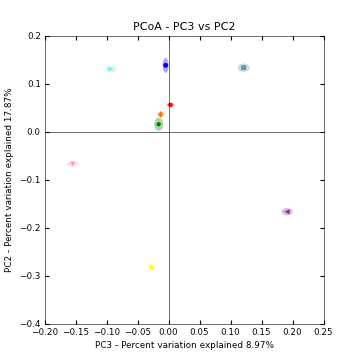 PCoA - PC3 vs PC2
0.2
0.1
0.0
−0.1
−0.2
−0.3
−0.4
PC2 - Percent variation explained 17.87%
−0.20 −0.15 −0.10 −0.05 0.00 0.05 0.10 0.15 0.20 0.25
PC3 - Percent variation explained 8.97%